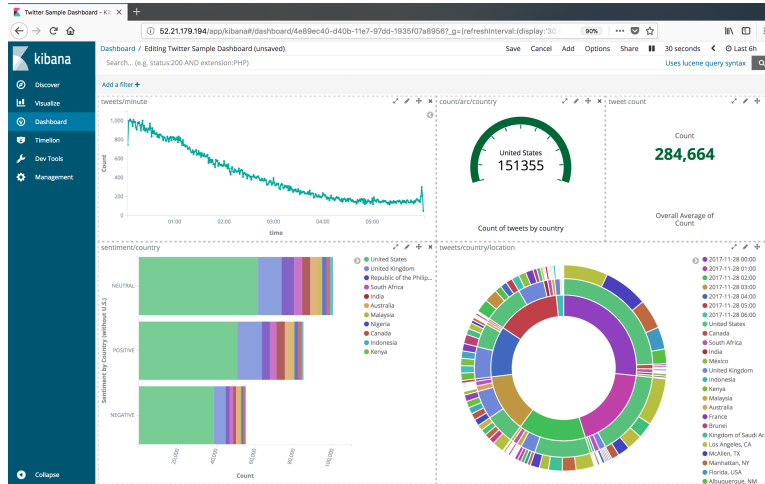 Twitter Sample Dashboard - Ki
52.21.179.194/app/kibana#/dashboard/4e89ec40-d40b-11e7-97dd-1935f07a8956?_g=(refreshInterval:(display:'30
90%
kibana
Discover
Visualize
Dashboard
Timelion
Dev Tools
Management
Collapse
Dashboard / Editing Twitter Sample Dashboard (unsaved)
Save Cancel Add Options Share 30 seconds Last 6h
Search... (e.g. status:200 AND extension:PHP)
Uses lucene query syntax
Add a filter +
tweets/minute
1,000
800
600
400
200
0
Count
01:00 02:00 03:00 04:00 05:00
time
count/arc/country
United States
151355
Count of tweets by country
tweet count
Count
284,664
Overall Average of
Count
sentiment/country
Sentiment by Country (without U.S.)
NEUTRAL
POSITIVE
NEGATIVE
20,000 40,000 60,000 80,000 100,000
Count
United States
United Kingdom
Republic of the Philip...
South Africa
India
Australia
Malaysia
Nigeria
Canada
Indonesia
Kenya
tweets/country/location
2017-11-28 00:00
2017-11-28 01:00
2017-11-28 02:00
2017-11-28 03:00
2017-11-28 04:00
2017-11-28 05:00
2017-11-28 06:00
United States
Canada
South Africa
India
México
United Kingdom
Indonesia
Kenya
Malaysia
Australia
France
Brunei
Kingdom of Saudi Ar
Los Angeles, CA
McAllen, TX
Manhattan, NY
Florida, USA
Albuquerque, NM